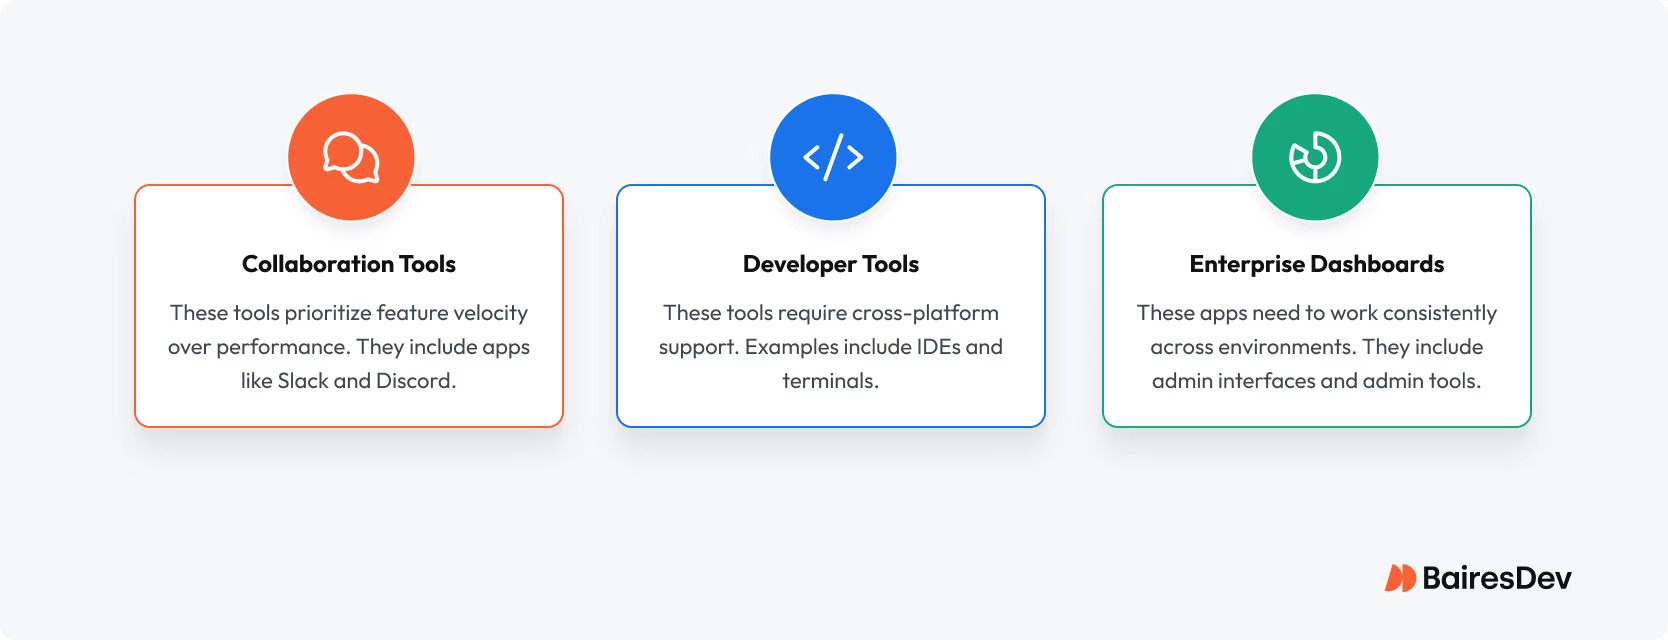 Collaboration Tools
These tools prioritize feature velocity
over performance. They include apps
like Slack and Discord.
Developer Tools
These tools require cross-platform
support. Examples include IDEs and
terminals.
Enterprise Dashboards
These apps need to work consistently
across environments. They include
admin interfaces and admin tools.
BairesDev